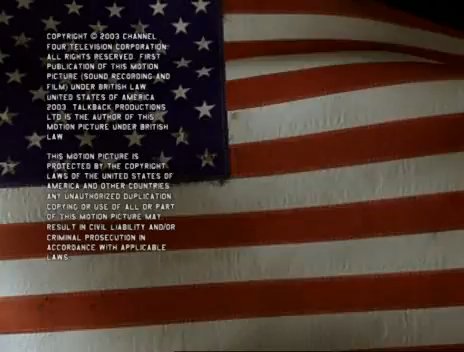 COPYRIGHT © 2003 CHANNEL
FOUR TELEVISION CORPORATION.
ALL RIGHTS RESERVED. FIRST
PUBLICATION OF THIS MOTION
PICTURE (SOUND RECORDING AND
FILM) UNDER BRITISH LAW
UNITED STATES OF AMERICA
2003. TALKBACK PRODUCTIONS
LTD IS THE AUTHOR OF THIS
MOTION PICTURE UNDER BRITISH
LAW
THIS MOTION PICTURE IS
PROTECTED BY THE COPYRIGHT
LAWS OF THE UNITED STATES OF
AMERICA AND OTHER COUNTRIES
ANY UNAUTHORIZED DUPLICATION
COPYING OR USE OF ALL OR PART
OF THIS MOTION PICTURE MAY
RESULT IN CIVIL LIABILITY AND/OR
CRIMINAL PROSECUTION IN
ACCORDANCE WITH APPLICABLE
LAWS.